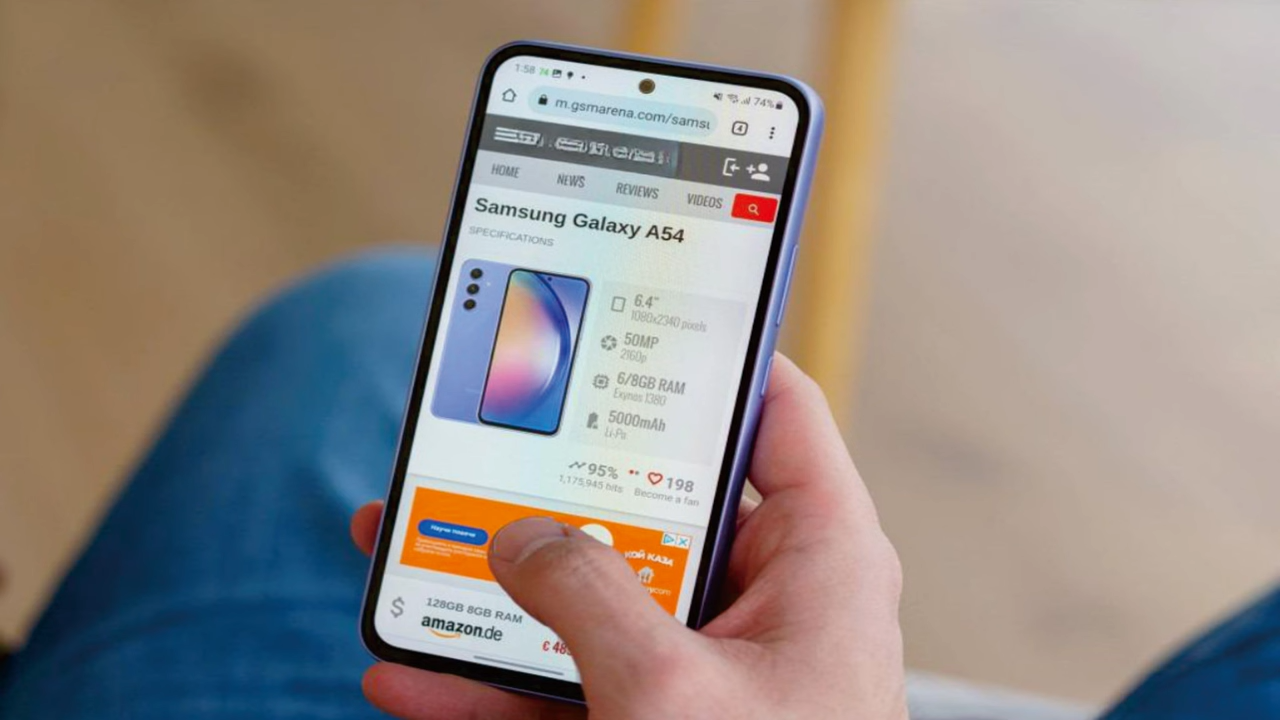 1:58
74%
m.gsmarena.com/samsu
4
HOME NEWS REVIEWS VIDEOS
Samsung Galaxy A54
SPECIFICATIONS
6.4"
1080x2340 pixels
50MP
2160p
6/8GB RAM
Exynos 1380
5000mAh
Li-Po
95%
1,175,945 hits
198
Become a fan
КОЙ КАЗА
$
128GB 8GB RAM
amazon.de